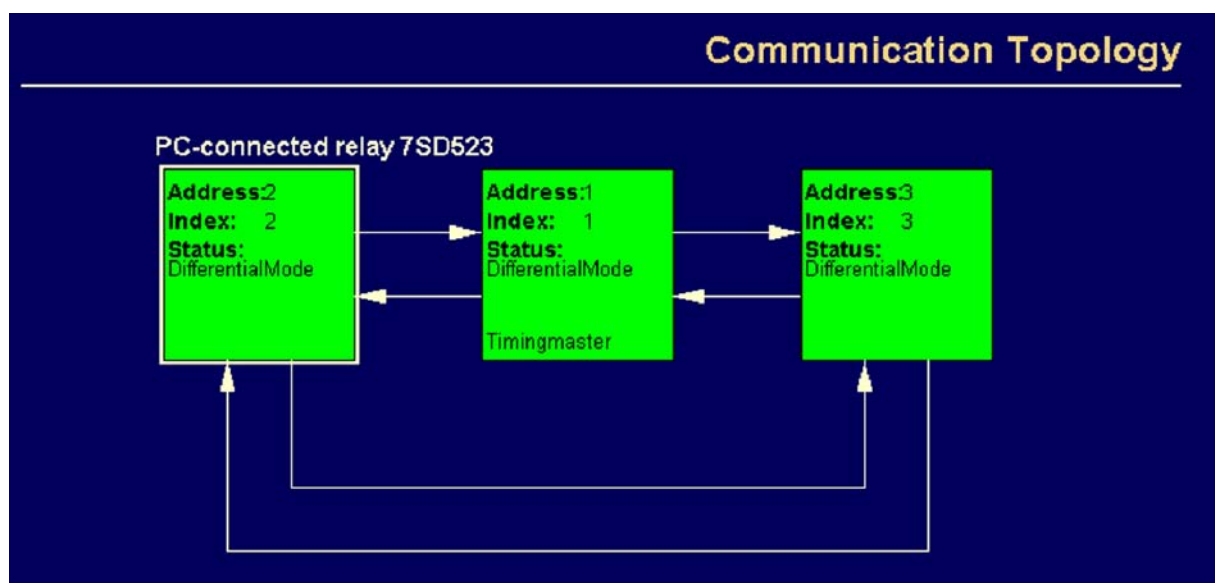 Communication Topology
PC-connected relay 7SD523
Address:2
Index: 2
Status:
DifferentialMode
Address:1
Index: 1
Status:
DifferentialMode
Timingmaster
Address:3
Index: 3
Status:
DifferentialMode